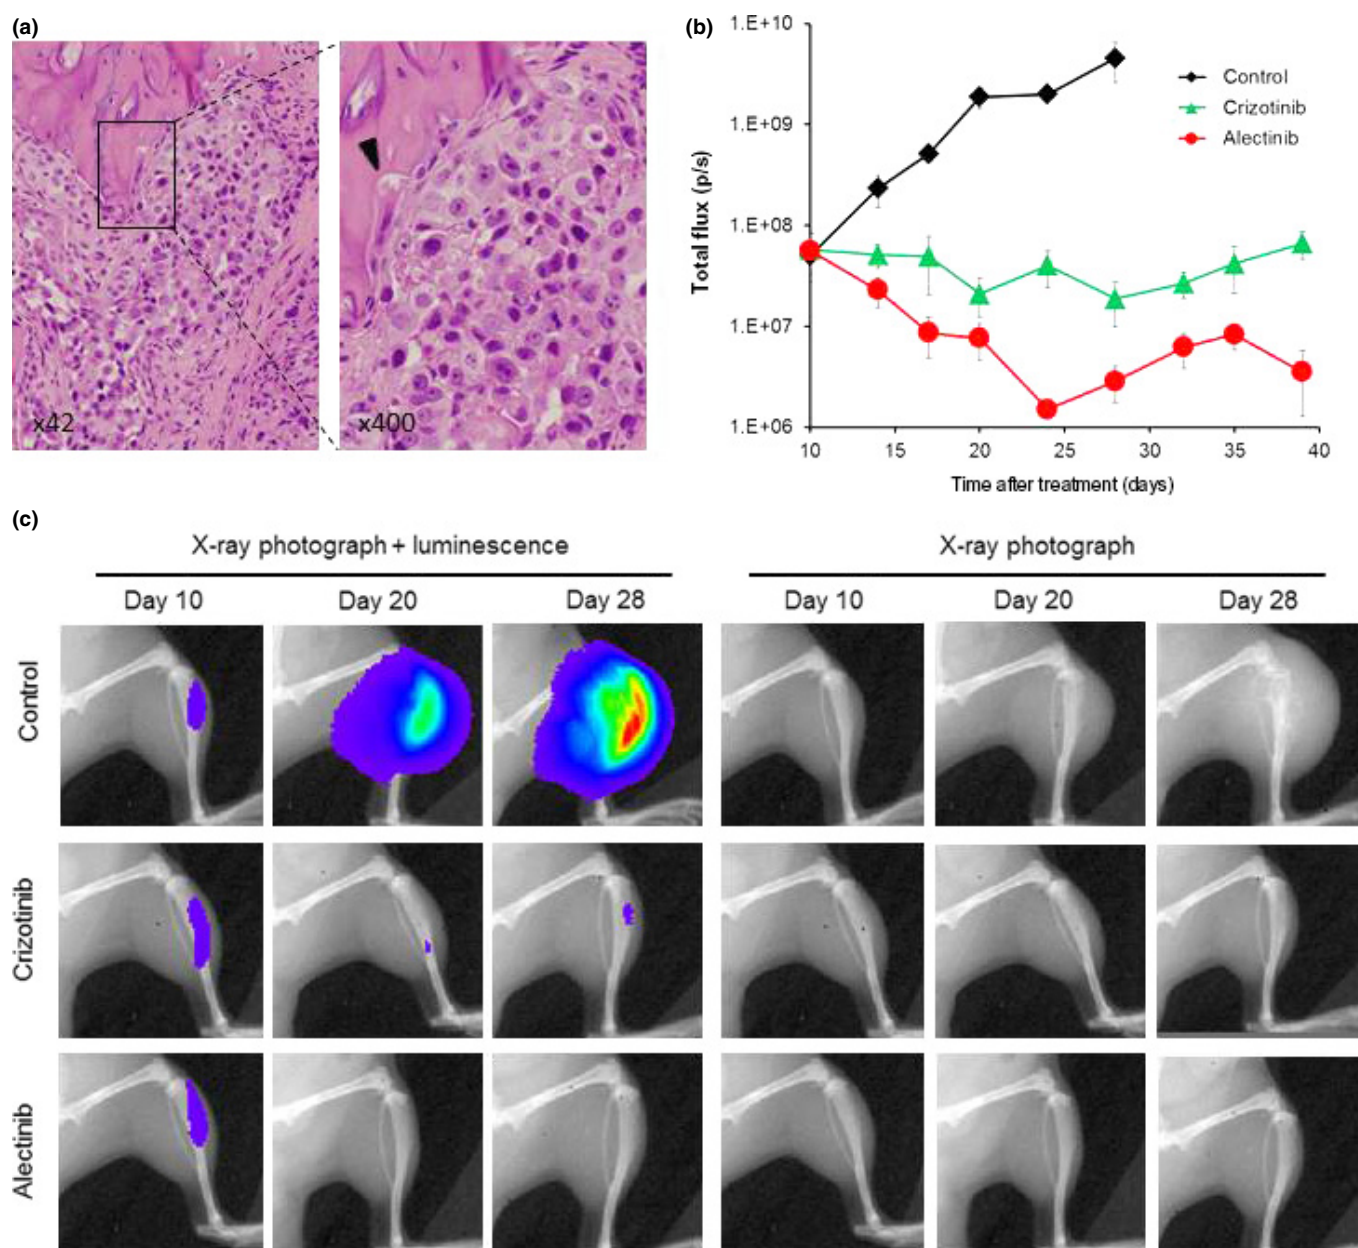 (a)
x42
x400
(b)
1.E+10
1.E+09
1.E+08
1.E+07
1.E+06
Total flux (p/s)
10 15 20 25 30 35 40
Time after treatment (days)
Control
Crizotinib
Alectinib
(c)
X-ray photograph + luminescence
X-ray photograph
Day 10 Day 20 Day 28 Day 10 Day 20 Day 28
Control
Crizotinib
Alectinib